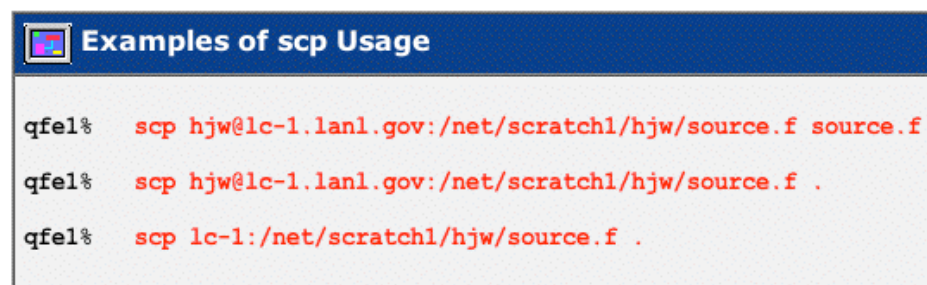 Examples of scp Usage
qfe1% scp hjw@lc-1.lanl.gov:/net/scratch1/hjw/source.f source.f
qfe1% scp hjw@lc-1.lanl.gov:/net/scratch1/hjw/source.f .
qfe1% scp lc-1:/net/scratch1/hjw/source.f .